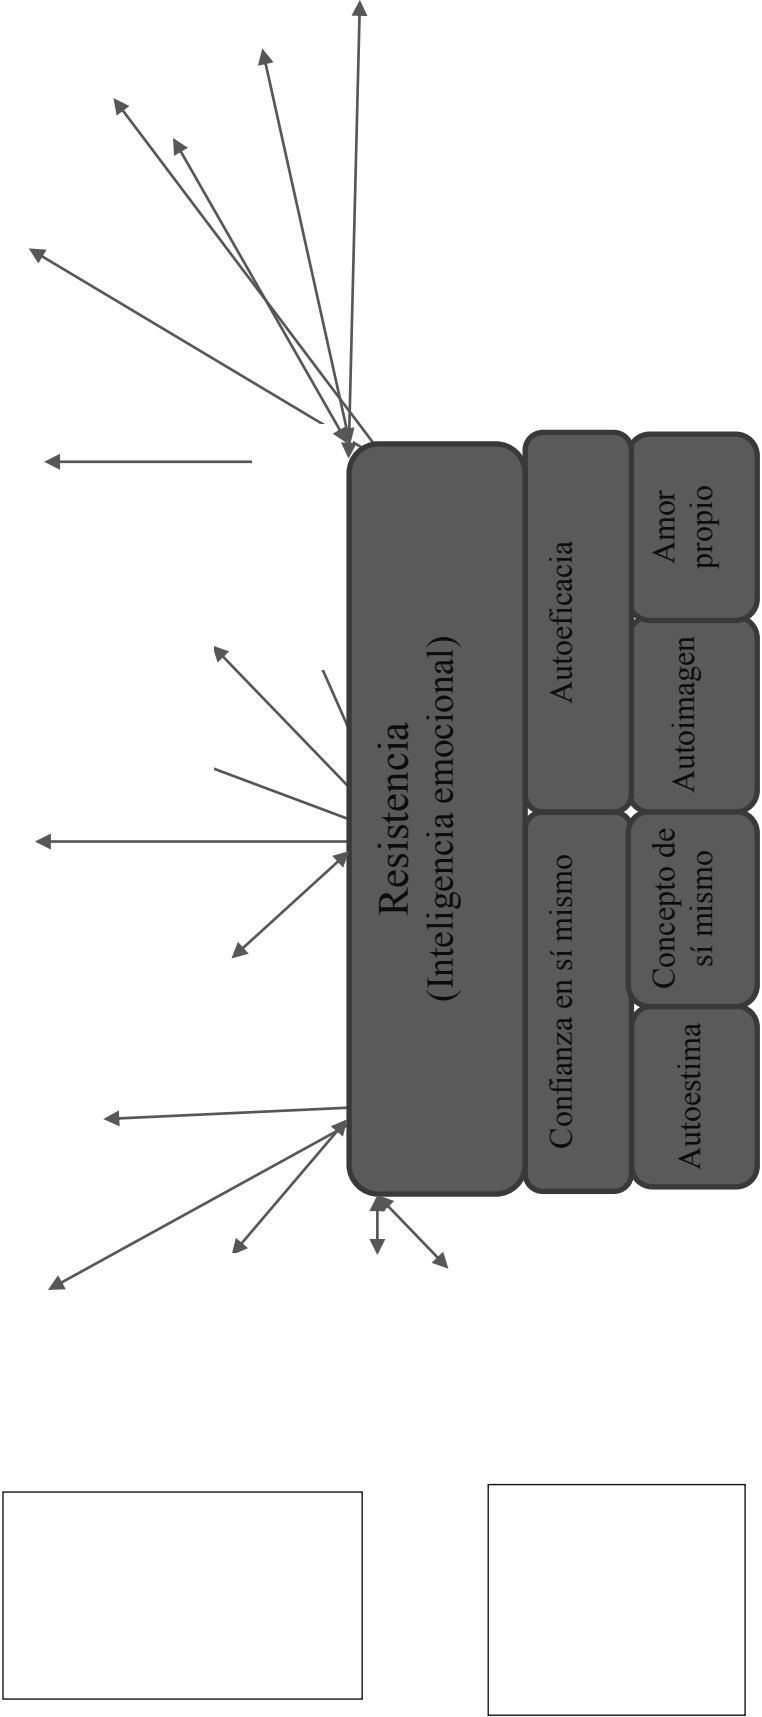 Resistencia
(Inteligencia emocional)
Confianza en sí mismo
Autoeficacia
Autoestima
Concepto de
sí mismo
Autoimagen
Amor
propio